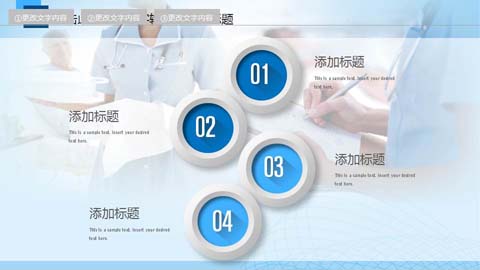 ①更改文字内容 ②更改文字内容 ③更改文字内容 标题
01
添加标题
This is a sample text. Insert your desired
text here.
02
添加标题
This is a sample text. Insert your desired
text here.
03
添加标题
This is a sample text. Insert your desired
text here.
04
添加标题
This is a sample text. Insert your desired
text here.